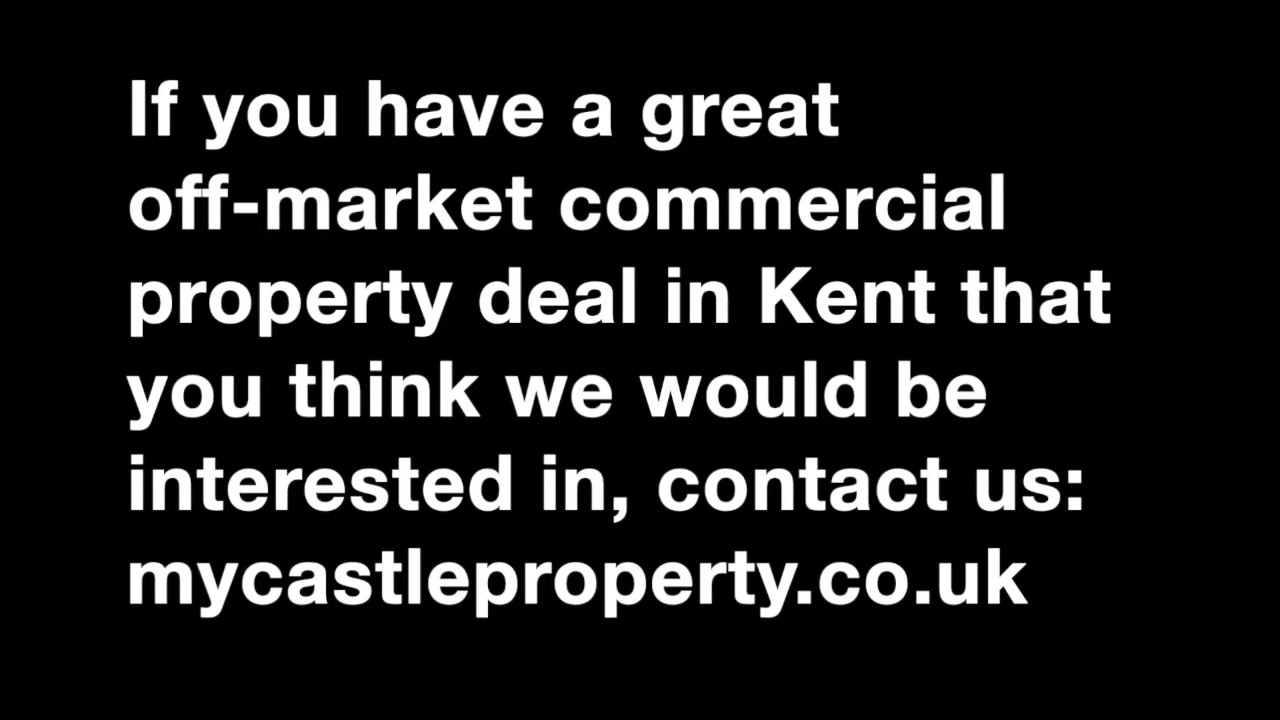 If you have a great
off-market commercial
property deal in Kent that
you think we would be
interested in, contact us:
mycastleproperty.co.uk